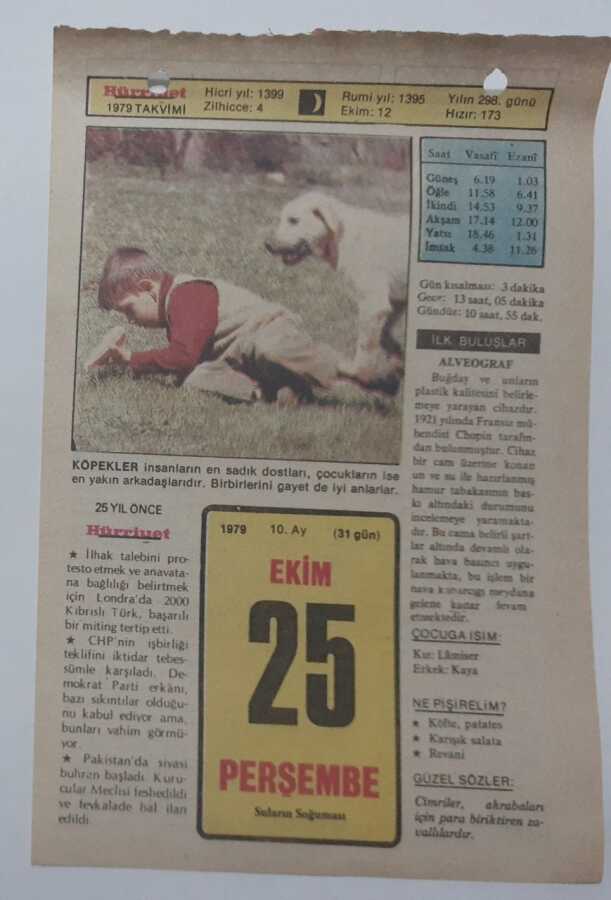 Hürriyet
1979 TAKVİMİ
Hicri yıl: 1399
Zilhicce: 4
Rumi yıl: 1395
Ekim: 12
Yılın 298. günü
Hızır: 173
Saat Vasatî Ezanî
Güneş 6.19 1.03
Öğle 11.58 6.41
İkindi 14.53 9.37
Akşam 17.14 12.00
Yatsı 18.46 1.31
İmsak 4.38 11.26
Gün kısalması: 3 dakika
Gece: 13 saat, 05 dakika
Gündüz: 10 saat, 55 dak.
İLK BULUŞLAR
ALVEOGRAF
Buğday ve unların
plastik kalitesini belirle-
meye yarayan cihazdır.
1921 yılında Fransız mü-
hendisi Chopin tarafın-
dan bulunmuştur. Cihaz
bir cam üzerine konan
un ve su ile hazırlanmış
hamur tabakasının bas-
kı altındaki durumunu
incelemeye yaramakta-
dır. Bu cama belirli şart-
lar altında devamlı ola-
rak hava basıncı uygu-
lanmakta, bu işlem bir
hava kabarcığı meydana
gelene kadar devam
etmektedir.
ÇOCUĞA İSİM:
Kız: Lâmiser
Erkek: Kaya
NE PİŞİRELİM?
★ Köfte, patates
★ Karışık salata
★ Revani
GÜZEL SÖZLER:
Cimriler, akrabaları
için para biriktiren za-
vallılardır.
KÖPEKLER insanların en sadık dostları, çocukların ise
en yakın arkadaşlarıdır. Birbirlerini gayet de iyi anlarlar.
25 YIL ÖNCE
Hürriyet
★ İlhak talebini pro-
testo etmek ve anavata-
na bağlılığı belirtmek
için Londra'da 2000
Kıbrıslı Türk, başarılı
bir miting tertip etti.
★ CHP'nin işbirliği
teklifini iktidar tebes-
sümle karşıladı. De-
mokrat Parti erkânı,
bazı sıkıntılar olduğu-
nu kabul ediyor ama,
bunları vahim görmü-
yor.
★ Pakistan'da siyasi
buhran başladı. Kuru-
cular Meclisi feshedildi
ve fevkalade hal ilan
edildi.
1979 10. Ay (31 gün)
EKİM
25
PERŞEMBE
Suların Soğuması